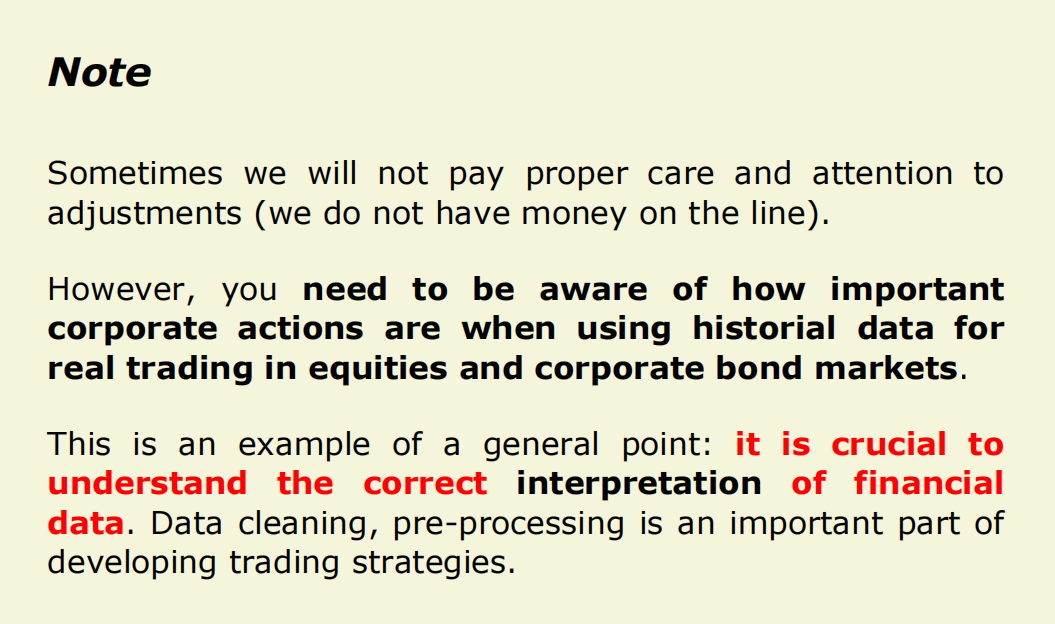 Note
Sometimes we will not pay proper care and attention to
adjustments (we do not have money on the line).
However, you need to be aware of how important
corporate actions are when using historial data for
real trading in equities and corporate bond markets.
This is an example of a general point: it is crucial to
understand the correct interpretation of financial
data. Data cleaning, pre-processing is an important part of
developing trading strategies.